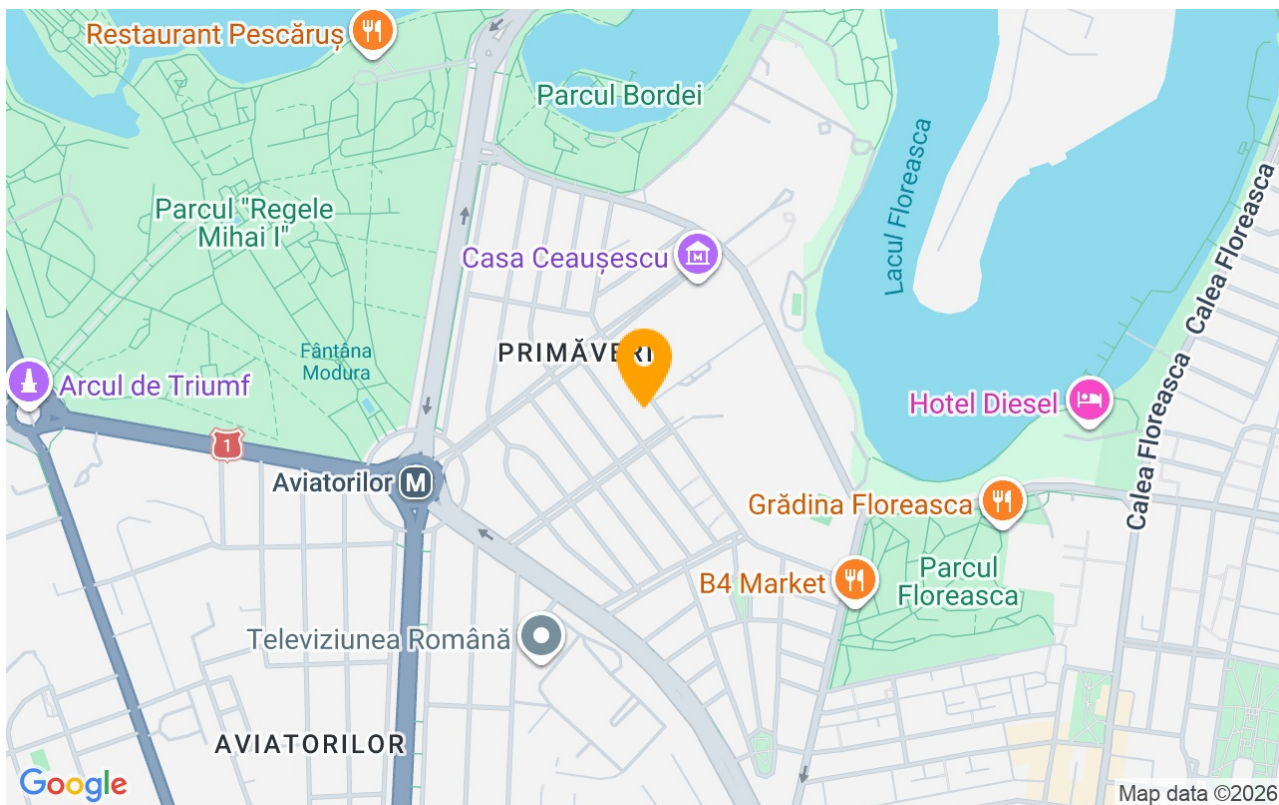 Restaurant Pescăruș
Parcul Bordei
Parcul "Regele
Mihai I"
Lacul Floreasca
Calea Floreasca
Casa Ceaușescu
Fântâna
Modura
PRIMĂVERI
Arcul de Triumf
1
Hotel Diesel
Calea Floreasca
Aviatorilor
M
Grădina Floreasca
B4 Market
Parcul
Floreasca
Televiziunea Română
AVIATORILOR
Google
Map data ©2026